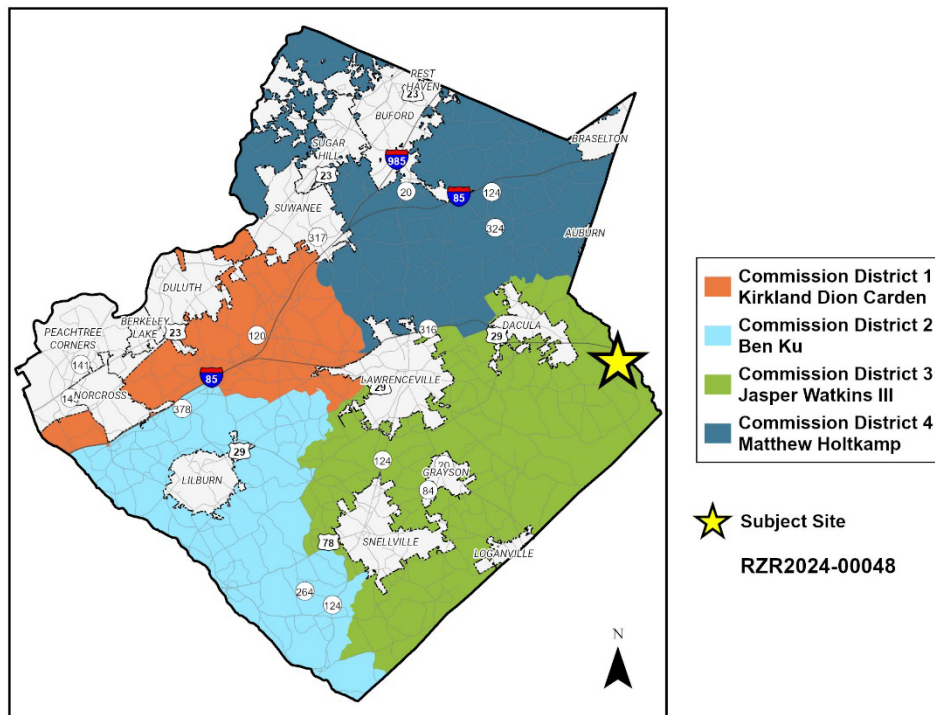 REST
HAVEN
23
BUFORD
BRASELTON
SUGAR
HILL
985
23
20
85
124
SUWANEE
324
AUBURN
317
DULUTH
DACULA
PEACHTREE
CORNERS
BERKELEY
LAKE
23
120
316
29
141
LAWRENCEVILLE
85
29
NORCROSS
14
378
29
LILBURN
124
20
GRAYSON
84
SNELLVILLE
78
LOGANVILLE
264
124
N
Commission District 1
Kirkland Dion Carden
Commission District 2
Ben Ku
Commission District 3
Jasper Watkins III
Commission District 4
Matthew Holtkamp
Subject Site
RZR2024-00048